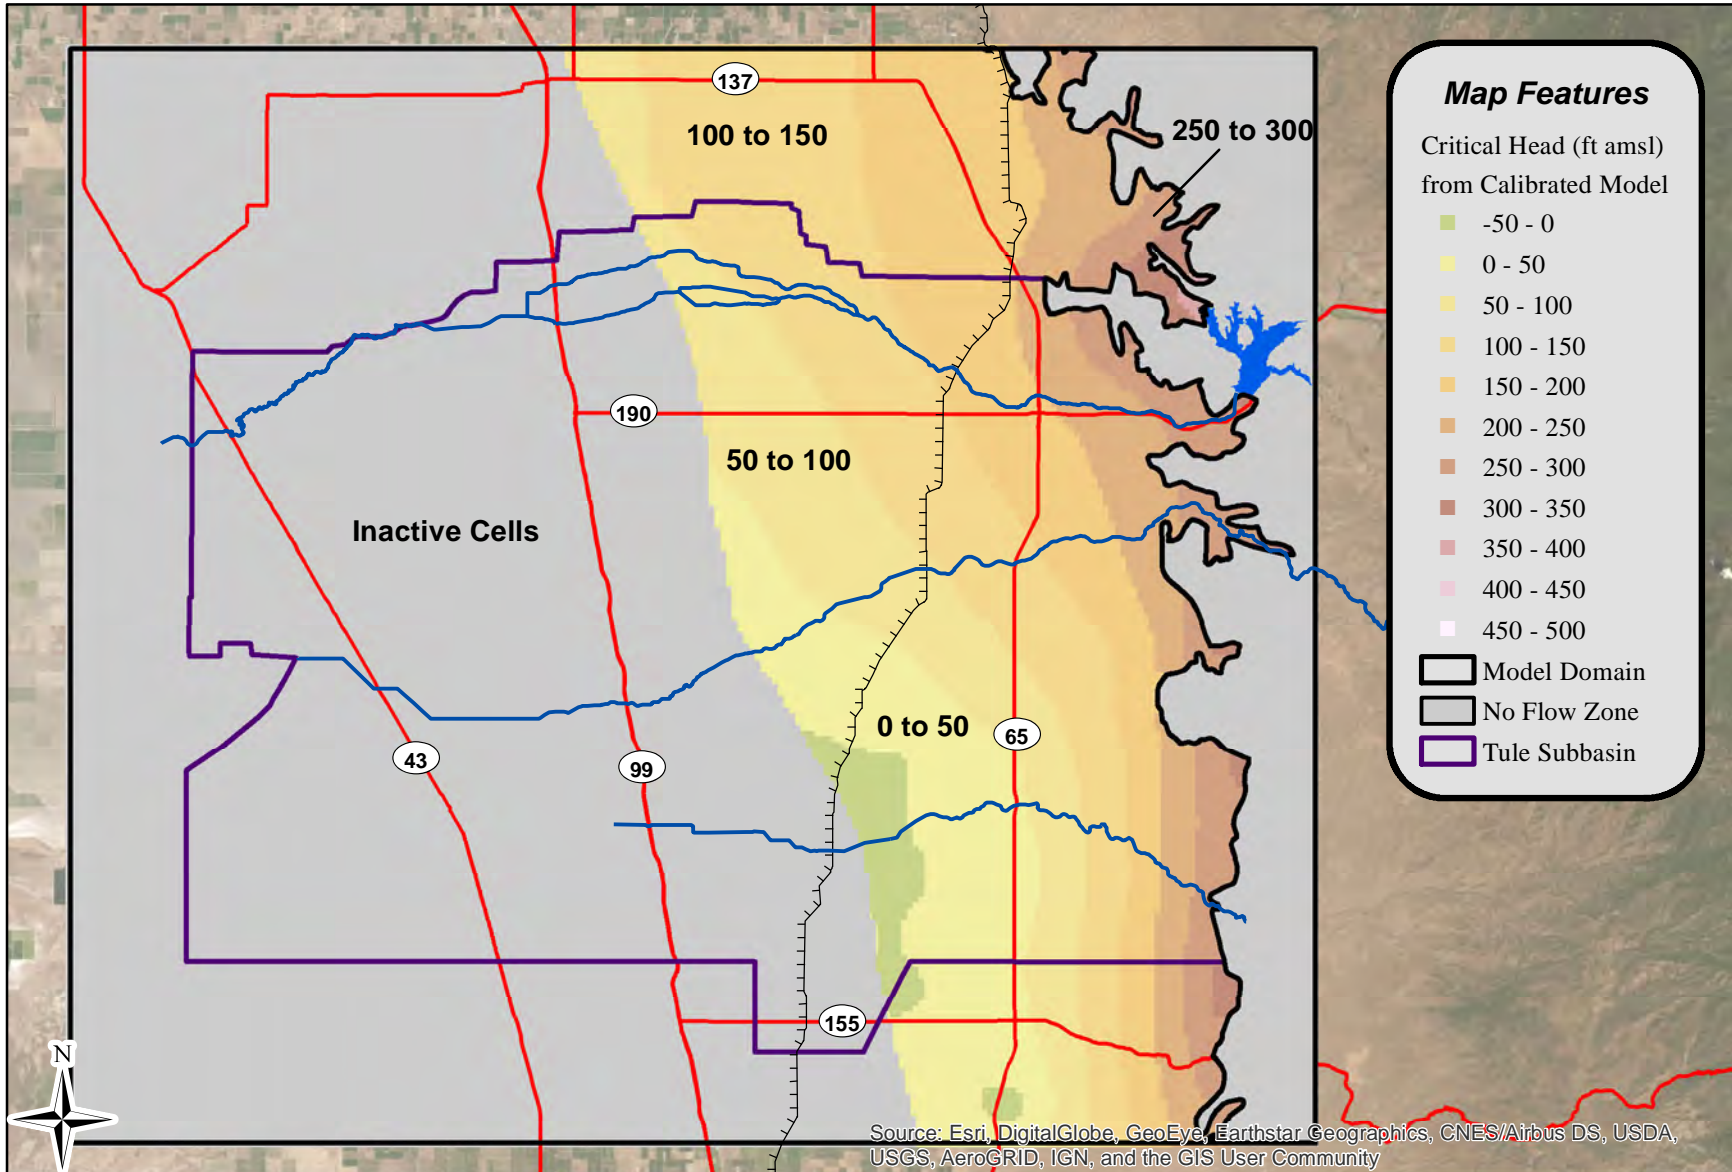 137
100 to 150
250 to 300
190
50 to 100
Inactive Cells
0 to 50
65
43
99
155
N
Map Features
Critical Head (ft amsl)
from Calibrated Model
-50 - 0
0 - 50
50 - 100
100 - 150
150 - 200
200 - 250
250 - 300
300 - 350
350 - 400
400 - 450
450 - 500
Model Domain
No Flow Zone
Tule Subbasin
Source: Esri, DigitalGlobe, GeoEye, Earthstar Geographics, CNES/Airbus DS, USDA,
USGS, AeroGRID, IGN, and the GIS User Community